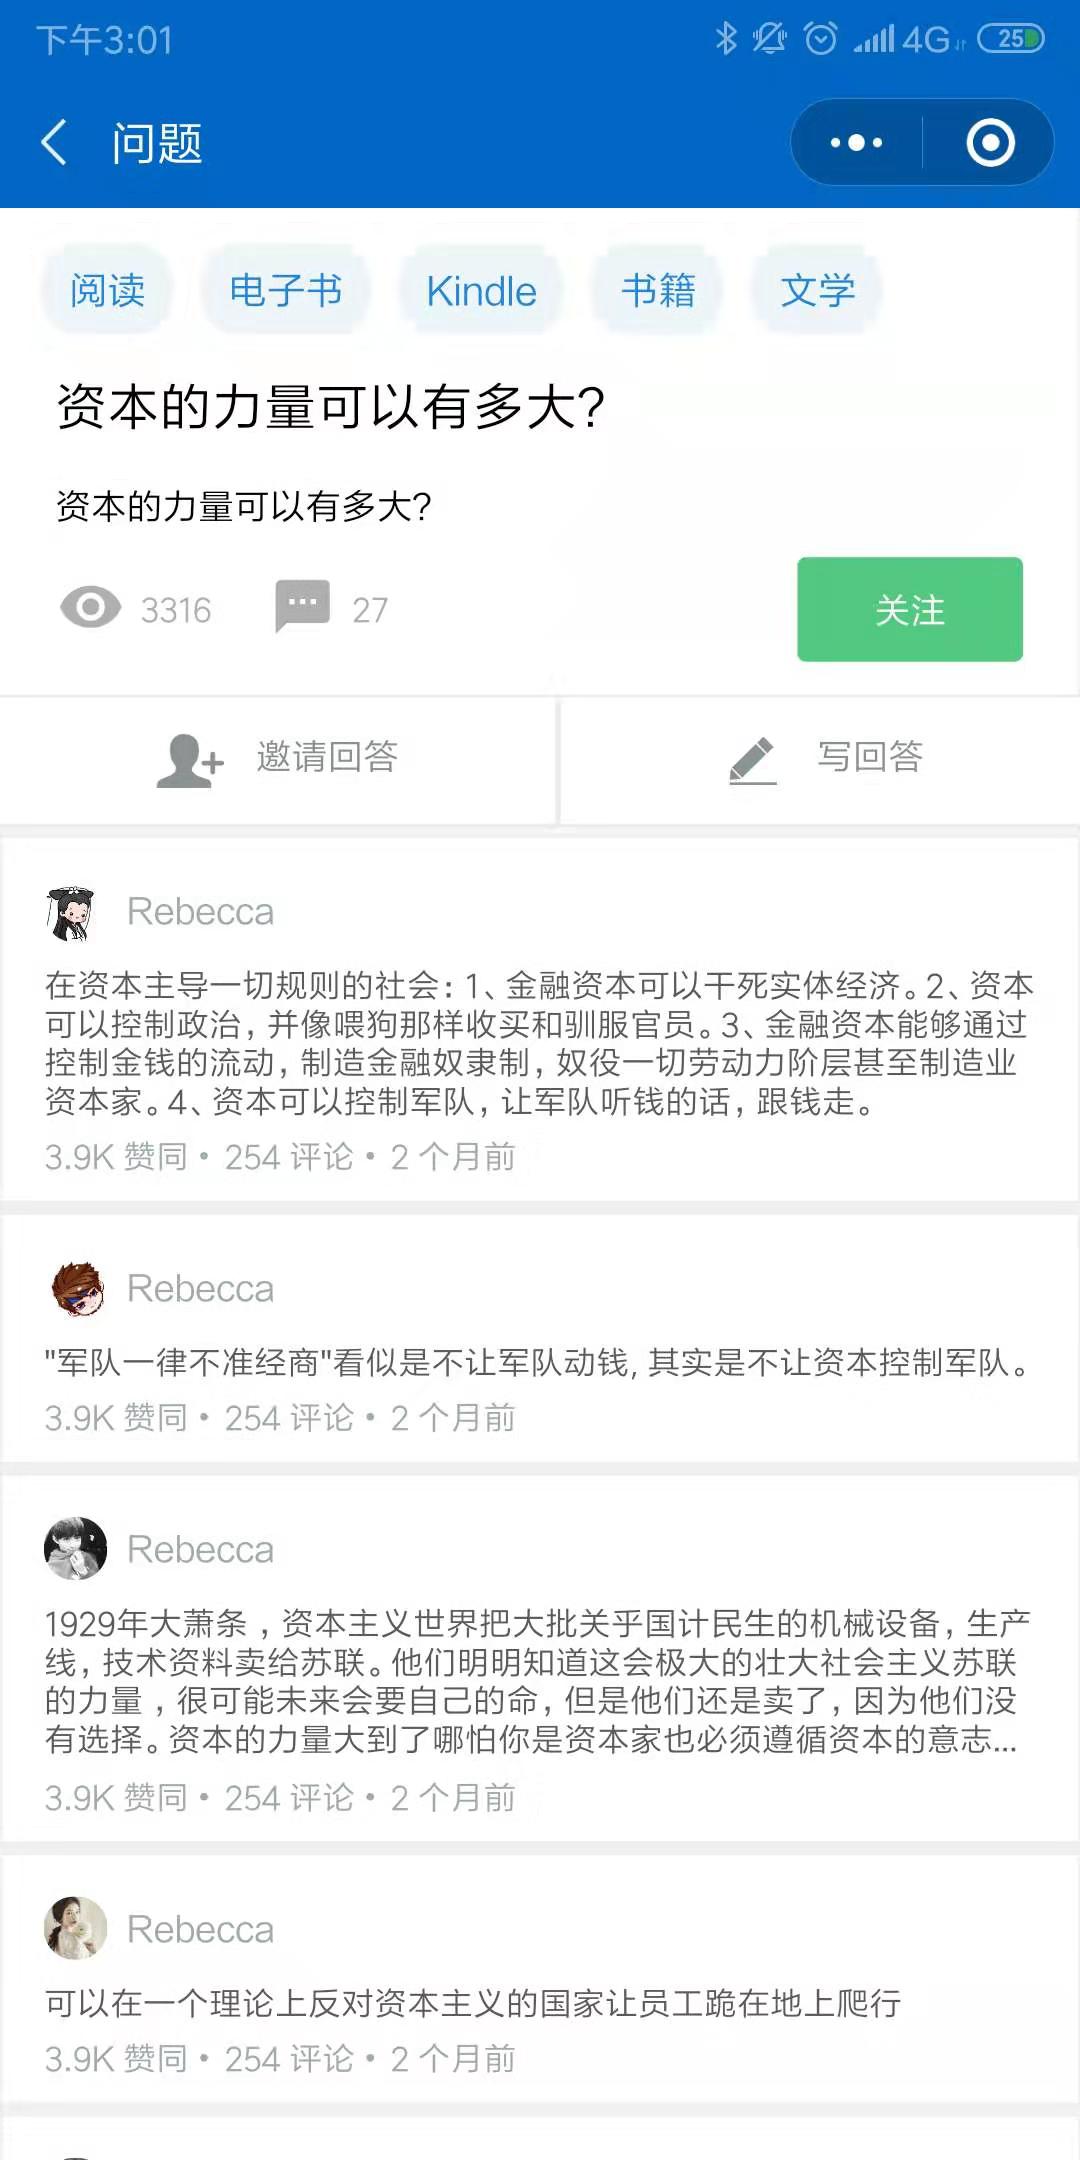 下午3:01
4G
25
问题
阅读
电子书
Kindle
书籍
文学
资本的力量可以有多大?
资本的力量可以有多大?
3316
27
关注
邀请回答
写回答
Rebecca
在资本主导一切规则的社会：1、金融资本可以干死实体经济。2、资本
可以控制政治，并像喂狗那样收买和驯服官员。3、金融资本能够通过
控制金钱的流动，制造金融奴隶制，奴役一切劳动力阶层甚至制造业
资本家。4、资本可以控制军队，让军队听钱的话，跟钱走。
3.9K 赞同 • 254 评论 • 2 个月前
Rebecca
"军队一律不准经商"看似是不让军队动钱, 其实是不让资本控制军队。
3.9K 赞同 • 254 评论 • 2 个月前
Rebecca
1929年大萧条 ，资本主义世界把大批关乎国计民生的机械设备，生产
线，技术资料卖给苏联。他们明明知道这会极大的壮大社会主义苏联
的力量 ，很可能未来会要自己的命，但是他们还是卖了，因为他们没
有选择。资本的力量大到了哪怕你是资本家也必须遵循资本的意志...
3.9K 赞同 • 254 评论 • 2 个月前
Rebecca
可以在一个理论上反对资本主义的国家让员工跪在地上爬行
3.9K 赞同 • 254 评论 • 2 个月前